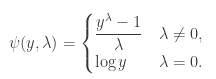 ψ(y, λ) = { (y^λ − 1)/λ   λ ≠ 0,
log y   λ = 0.